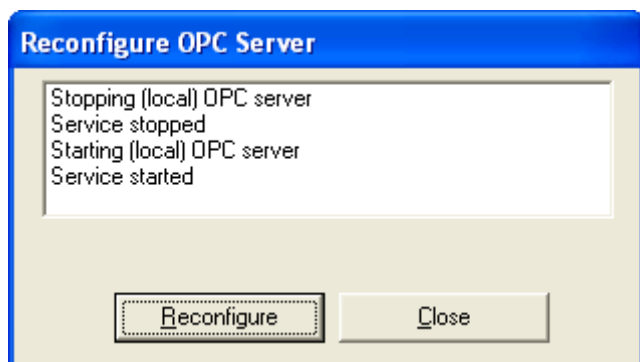 Reconfigure OPC Server
Stopping (local) OPC server
Service stopped
Starting (local) OPC server
Service started
Reconfigure Close